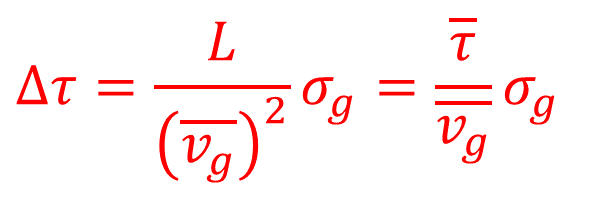 Δτ = L / (v̅_g)² σ_g = τ̅ / v̅_g σ_g